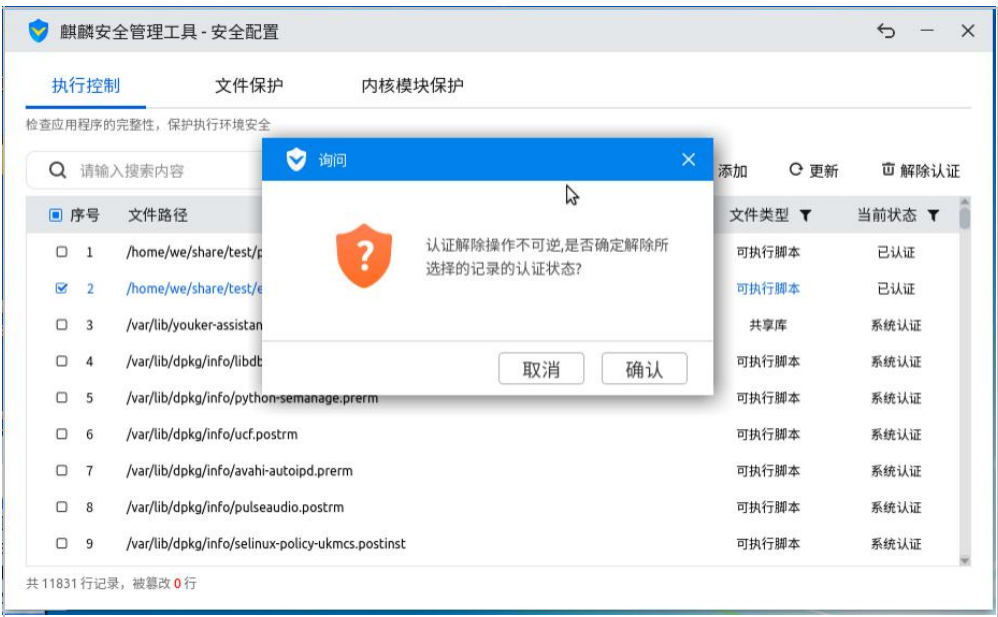 麒麟安全管理工具 - 安全配置
执行控制 文件保护 内核模块保护
检查应用程序的完整性，保护执行环境安全
请输入搜索内容 添加 更新 解除认证
询问
认证解除操作不可逆,是否确定解除所
选择的记录的认证状态?
取消 确认
序号 文件路径 文件类型 当前状态
1 /home/we/share/test/ 可执行脚本 已认证
2 /home/we/share/test/e 可执行脚本 已认证
3 /var/lib/youker-assistan 共享库 系统认证
4 /var/lib/dpkg/info/libdb 可执行脚本 系统认证
5 /var/lib/dpkg/info/python-semanage.prerm 可执行脚本 系统认证
6 /var/lib/dpkg/info/ucf.postrm 可执行脚本 系统认证
7 /var/lib/dpkg/info/avahi-autoipd.prerm 可执行脚本 系统认证
8 /var/lib/dpkg/info/pulseaudio.postrm 可执行脚本 系统认证
9 /var/lib/dpkg/info/selinux-policy-ukmcs.postinst 可执行脚本 系统认证
共 11831 行记录，被篡改 0 行